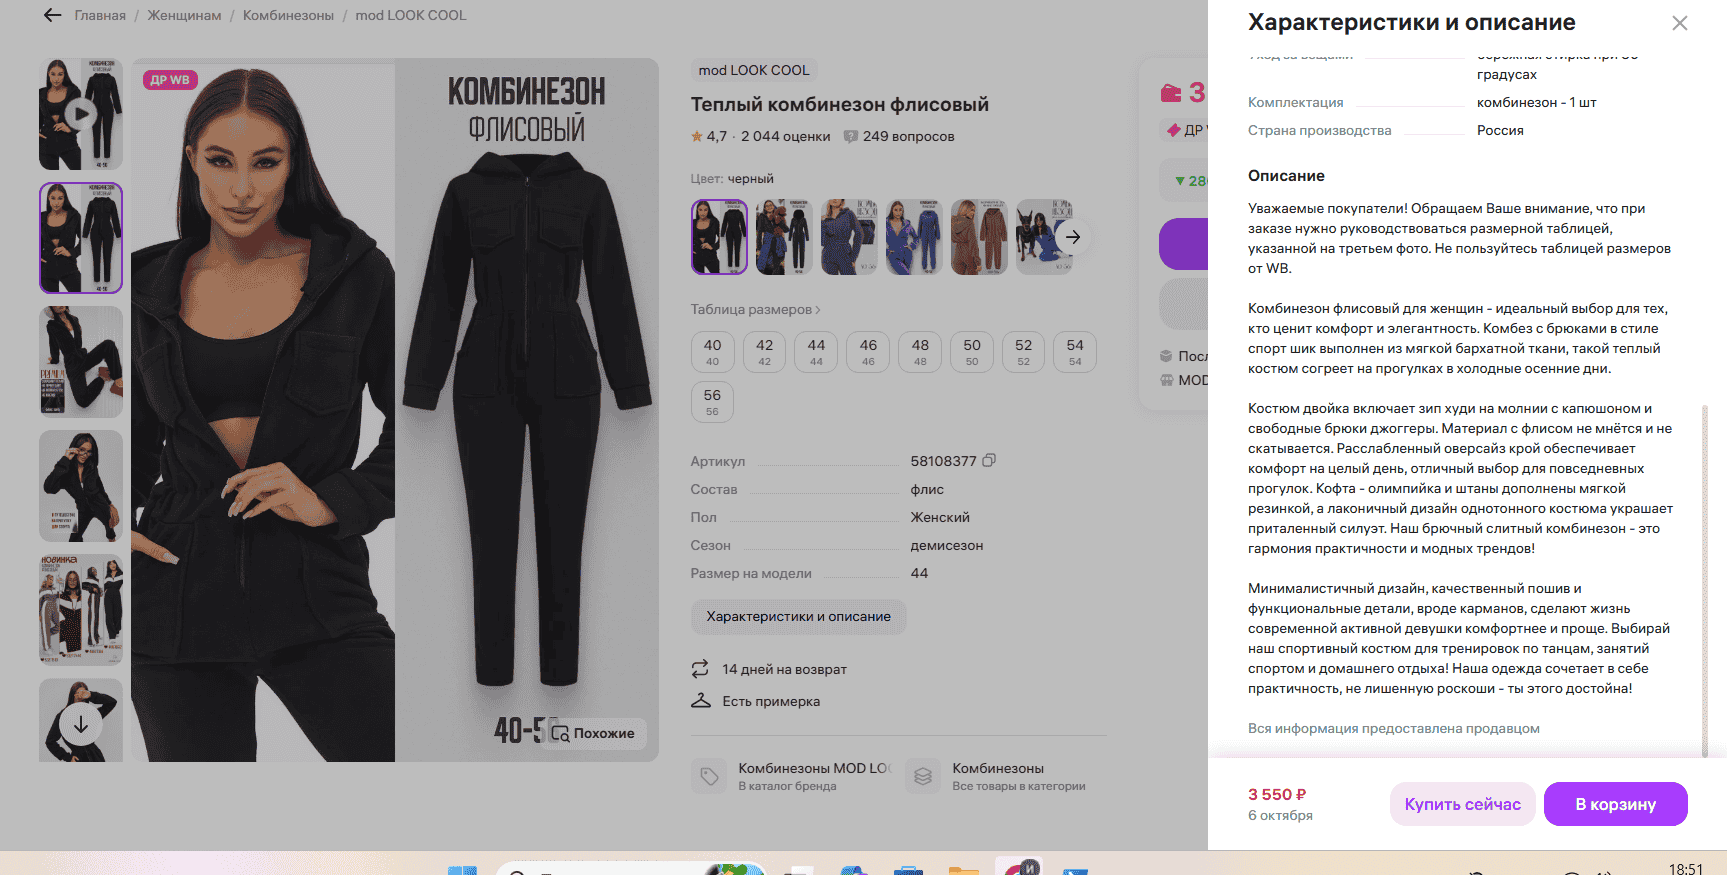 Главная / Женщинам / Комбинезоны / mod LOOK COOL
ДР WB
КОМБИНЕЗОН
ФЛИСОВЫЙ
40-5
Похожие
mod LOOK COOL
Теплый комбинезон флисовый
4,7 · 2 044 оценки 249 вопросов
Цвет: черный
Таблица размеров
40 42 44 46 48 50 52 54
40 42 44 46 48 50 52 54
56
56
Артикул 58108377
Состав флис
Пол Женский
Сезон демисезон
Размер на модели 44
Характеристики и описание
14 дней на возврат
Есть примерка
Комбинезоны MOD LOO
В каталог бренда
Комбинезоны
Все товары в категории
3
ДР
28
Посл
MOD
Характеристики и описание
Уход за вещами бережная стирка при 30
градусах
Комплектация комбинезон - 1 шт
Страна производства Россия
Описание
Уважаемые покупатели! Обращаем Ваше внимание, что при
заказе нужно руководствоваться размерной таблицей,
указанной на третьем фото. Не пользуйтесь таблицей размеров
от WB.
Комбинезон флисовый для женщин - идеальный выбор для тех,
кто ценит комфорт и элегантность. Комбез с брюками в стиле
спорт шик выполнен из мягкой бархатной ткани, такой теплый
костюм согреет на прогулках в холодные осенние дни.
Костюм двойка включает зип худи на молнии с капюшоном и
свободные брюки джоггеры. Материал с флисом не мнётся и не
скатывается. Расслабленный оверсайз крой обеспечивает
комфорт на целый день, отличный выбор для повседневных
прогулок. Кофта - олимпийка и штаны дополнены мягкой
резинкой, а лаконичный дизайн однотонного костюма украшает
приталенный силуэт. Наш брючный слитный комбинезон - это
гармония практичности и модных трендов!
Минималистичный дизайн, качественный пошив и
функциональные детали, вроде карманов, сделают жизнь
современной активной девушки комфортнее и проще. Выбирай
наш спортивный костюм для тренировок по танцам, занятий
спортом и домашнего отдыха! Наша одежда сочетает в себе
практичность, не лишенную роскоши - ты этого достойна!
Вся информация предоставлена продавцом
3 550 ₽
6 октября
Купить сейчас
В корзину
18:51